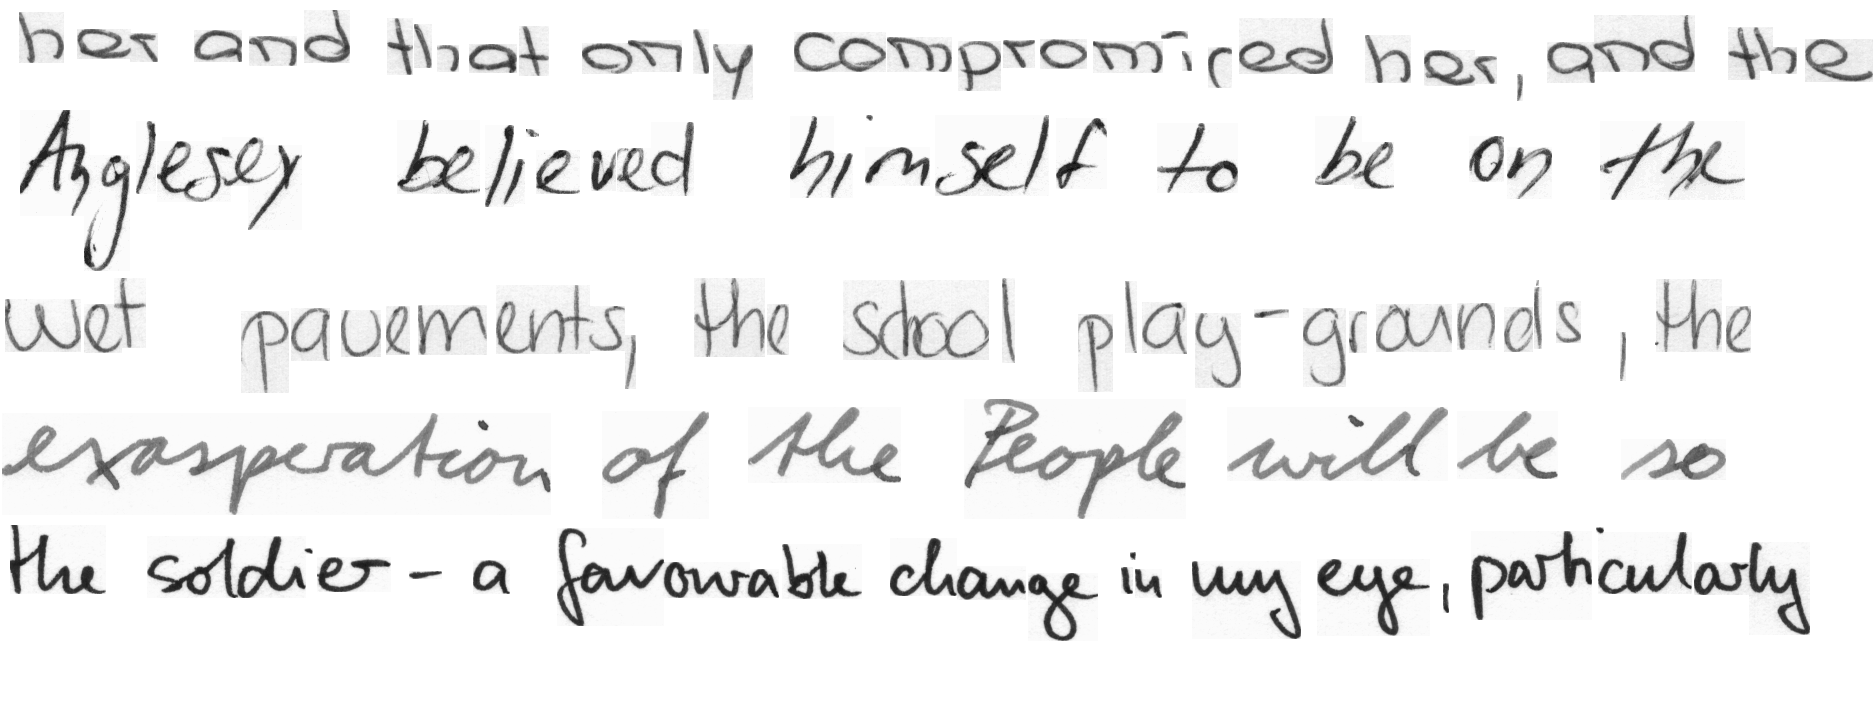 her and that only compromired her, and the
Anglesey believed himself to be on the
wet pavements, the school play-grounds, the
exasperation of the People will be so
the soldier - a favourable change in my eye, particularly